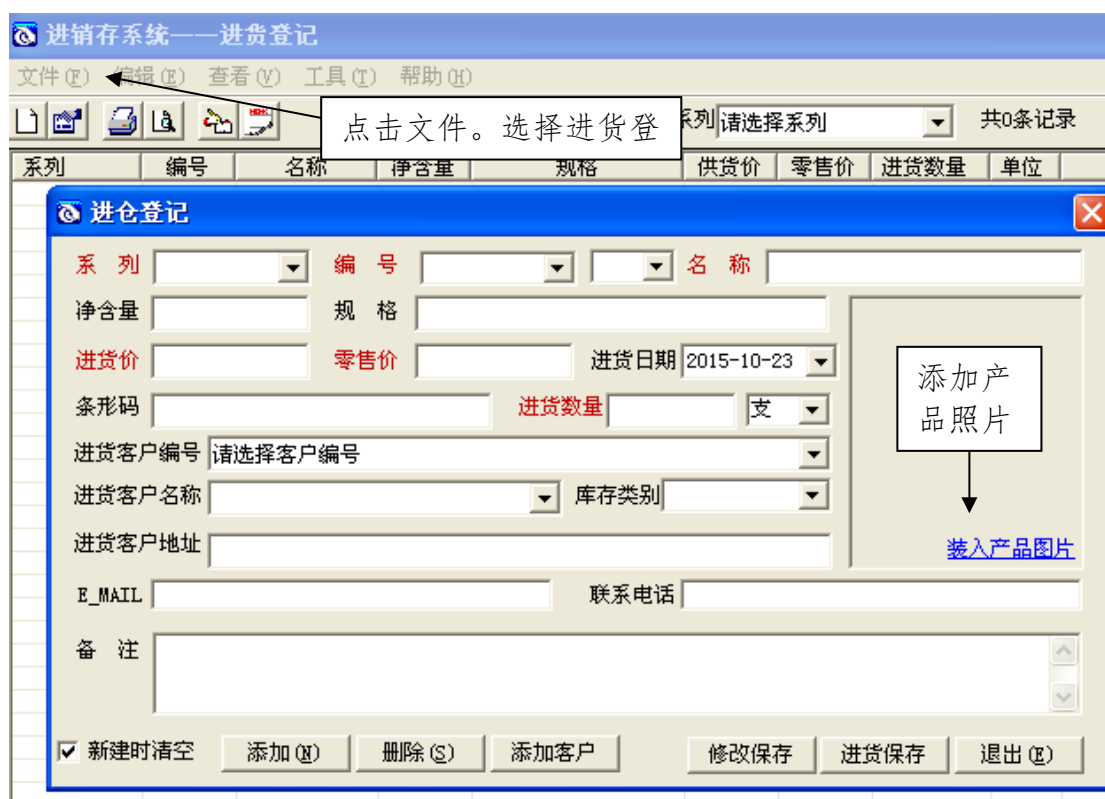 进销存系统——进货登记
文件(F) 编辑(E) 查看(V) 工具(T) 帮助(H)
点击文件。选择进货登
系列 请选择系列 共0条记录
系列 编号 名称 净含量 规格 供货价 零售价 进货数量 单位
进仓登记
系 列 编 号 名 称
净含量 规 格
进货价 零售价 进货日期 2015-10-23
添加产
品照片
条形码 进货数量 支
进货客户编号 请选择客户编号
进货客户名称 库存类别
进货客户地址 装入产品图片
E_MAIL 联系电话
备 注
新建时清空 添加(N) 删除(S) 添加客户 修改保存 进货保存 退出(E)